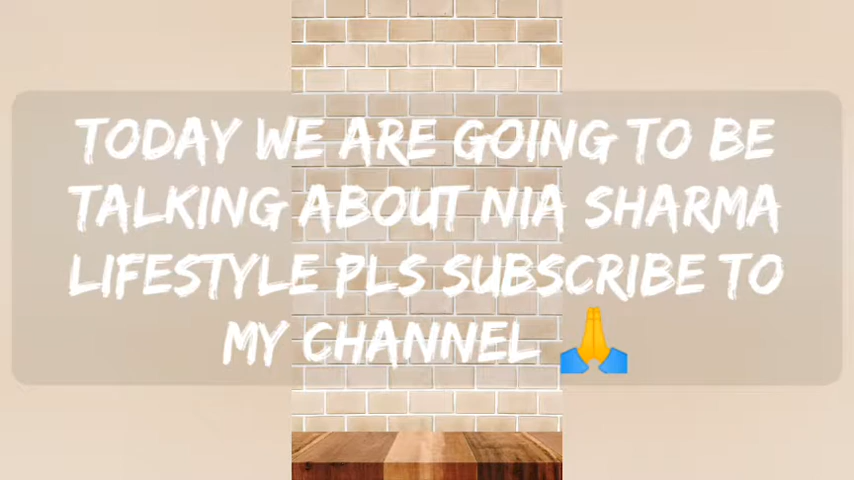 TODAY WE ARE GOING TO BE
TALKING ABOUT NIA SHARMA
LIFESTYLE PLS SUBSCRIBE TO
MY CHANNEL 🙏